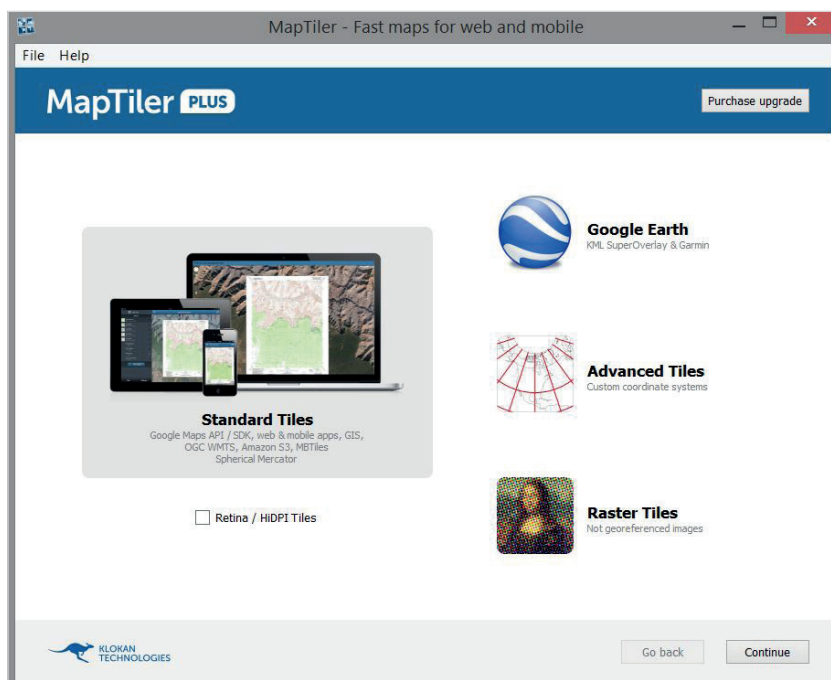 MapTiler - Fast maps for web and mobile
File Help
MapTiler PLUS
Purchase upgrade
Google Earth
KML SuperOverlay & Garmin
Advanced Tiles
Custom coordinate systems
Standard Tiles
Google Maps API / SDK, web & mobile apps, GIS,
OGC WMTS, Amazon S3, MBTiles
Spherical Mercator
Raster Tiles
Not georeferenced images
Retina / HiDPI Tiles
KLOKAN
TECHNOLOGIES
Go back
Continue